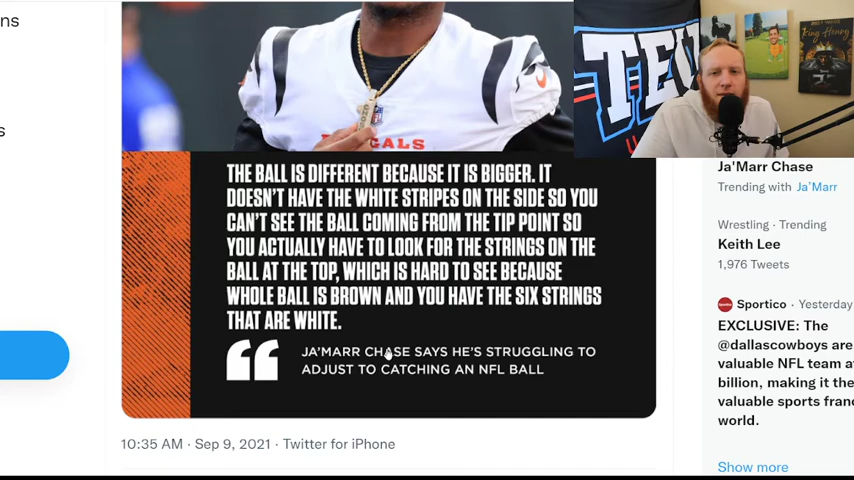 ns
s
GALS
THE BALL IS DIFFERENT BECAUSE IT IS BIGGER. IT
DOESN'T HAVE THE WHITE STRIPES ON THE SIDE SO YOU
CAN'T SEE THE BALL COMING FROM THE TIP POINT SO
YOU ACTUALLY HAVE TO LOOK FOR THE STRINGS ON THE
BALL AT THE TOP, WHICH IS HARD TO SEE BECAUSE
WHOLE BALL IS BROWN AND YOU HAVE THE SIX STRINGS
THAT ARE WHITE.
JA'MARR CHASE SAYS HE'S STRUGGLING TO
ADJUST TO CATCHING AN NFL BALL
10:35 AM · Sep 9, 2021 · Twitter for iPhone
TE
King Henry
Ja'Marr Chase
Trending with Ja'Marr
Wrestling · Trending
Keith Lee
1,976 Tweets
Sportico · Yesterday
EXCLUSIVE: The
@dallascowboys are
valuable NFL team a
billion, making it the
valuable sports franc
world.
Show more